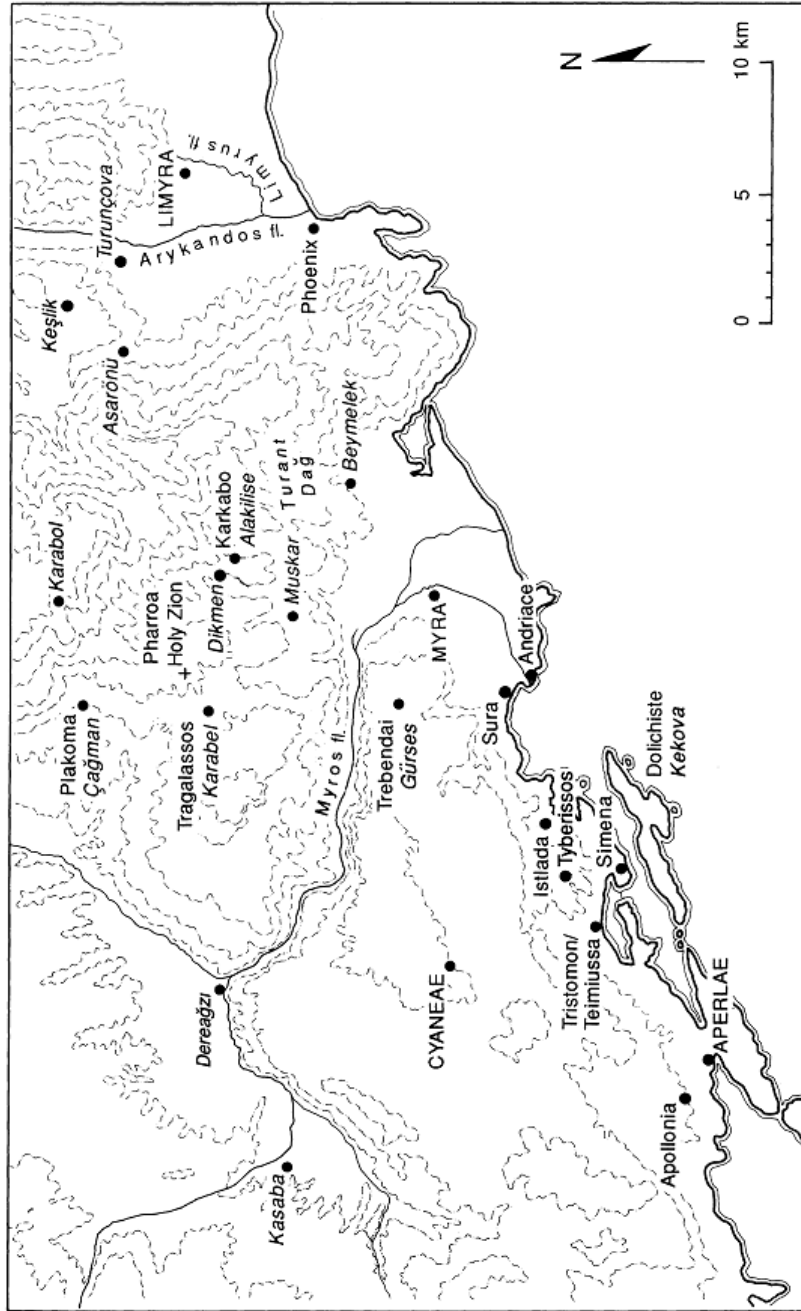 Keşlik
Turunçova
LIMYRA
Limyrus fl.
Arykandos fl.
Asarönü
Phoenix
Karabol
Pharroa
Holy Zion
Dikmen
Karkabo
Alakilise
Muskar
Turant
Dağ
Beymelek
Plakoma
Çağman
Tragalassos
Karabel
Myros fl.
Trebendai
Gürses
MYRA
Andriace
Sura
Dereağzı
Kasaba
CYANEAE
Istlada
Tyberissos
Simena
Tristomon/
Teimiussa
Dolichiste
Kekova
APERLAE
Apollonia
N
0 5 10 km